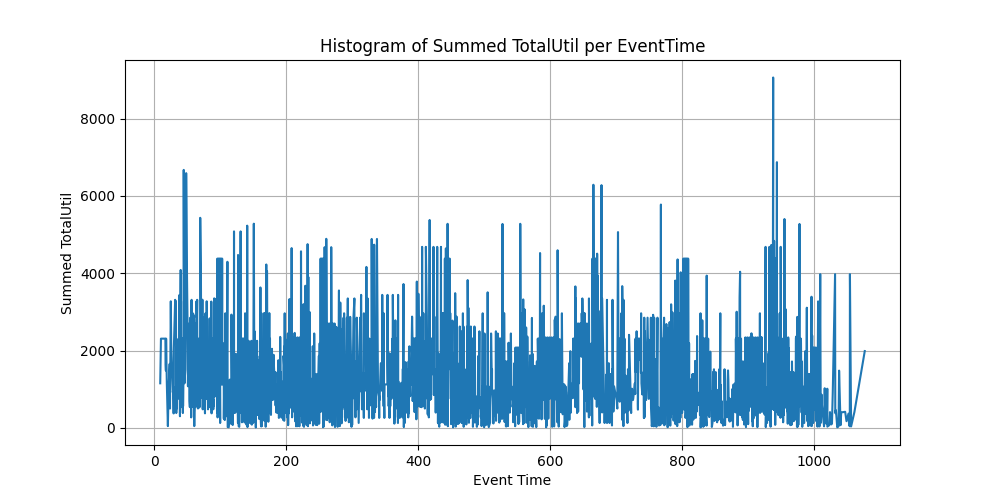 Histogram of Summed TotalUtil per EventTime
Summed TotalUtil
8000
6000
4000
2000
0
0 200 400 600 800 1000
Event Time